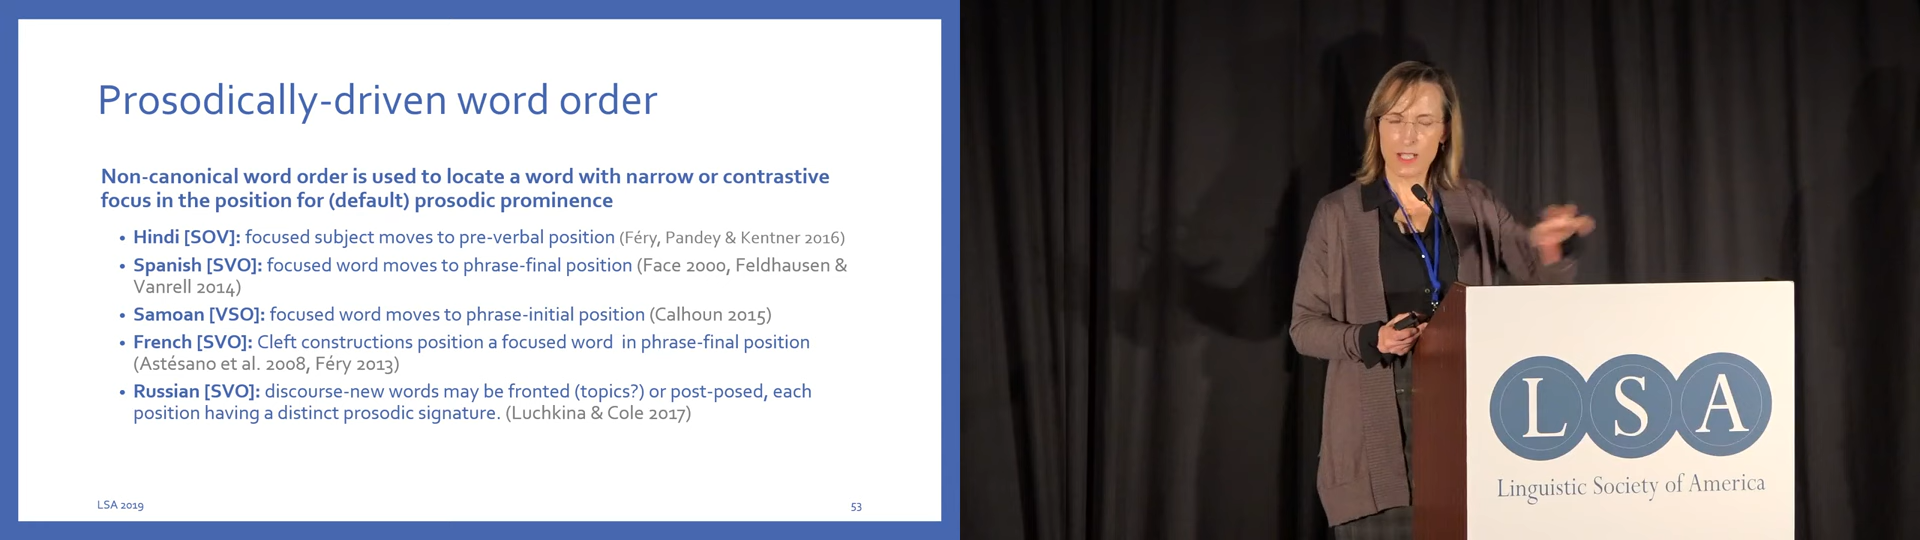 Prosodically-driven word order
Non-canonical word order is used to locate a word with narrow or contrastive
focus in the position for (default) prosodic prominence
• Hindi [SOV]: focused subject moves to pre-verbal position (Féry, Pandey & Kentner 2016)
• Spanish [SVO]: focused word moves to phrase-final position (Face 2000, Feldhausen &
Vanrell 2014)
• Samoan [VSO]: focused word moves to phrase-initial position (Calhoun 2015)
• French [SVO]: Cleft constructions position a focused word in phrase-final position
(Astésano et al. 2008, Féry 2013)
• Russian [SVO]: discourse-new words may be fronted (topics?) or post-posed, each
position having a distinct prosodic signature. (Luchkina & Cole 2017)
LSA 2019
53
LSA
Linguistic Society of America